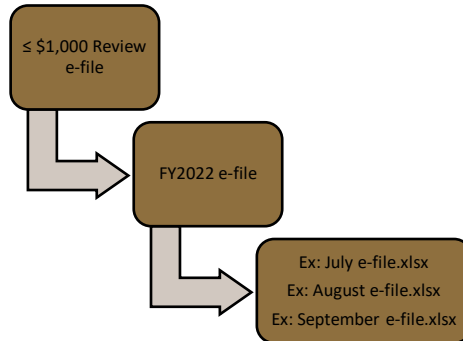 ≤ $1,000 Review
e-file
FY2022 e-file
Ex: July e-file.xlsx
Ex: August e-file.xlsx
Ex: September e-file.xlsx